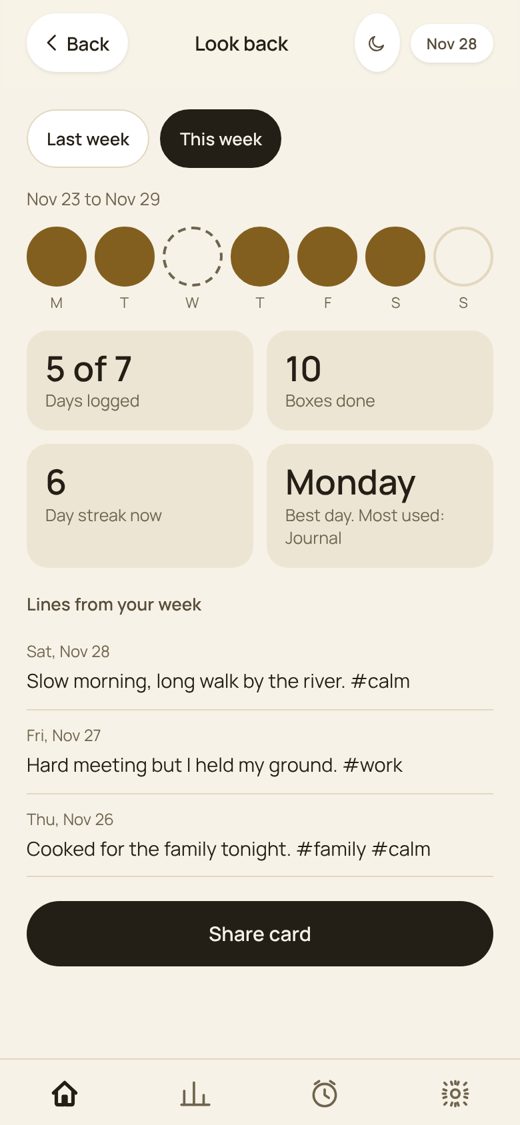 Back
Look back
Nov 28
Last week
This week
Nov 23 to Nov 29
M T W T F S S
5 of 7
Days logged
10
Boxes done
6
Day streak now
Monday
Best day. Most used:
Journal
Lines from your week
Sat, Nov 28
Slow morning, long walk by the river. #calm
Fri, Nov 27
Hard meeting but I held my ground. #work
Thu, Nov 26
Cooked for the family tonight. #family #calm
Share card